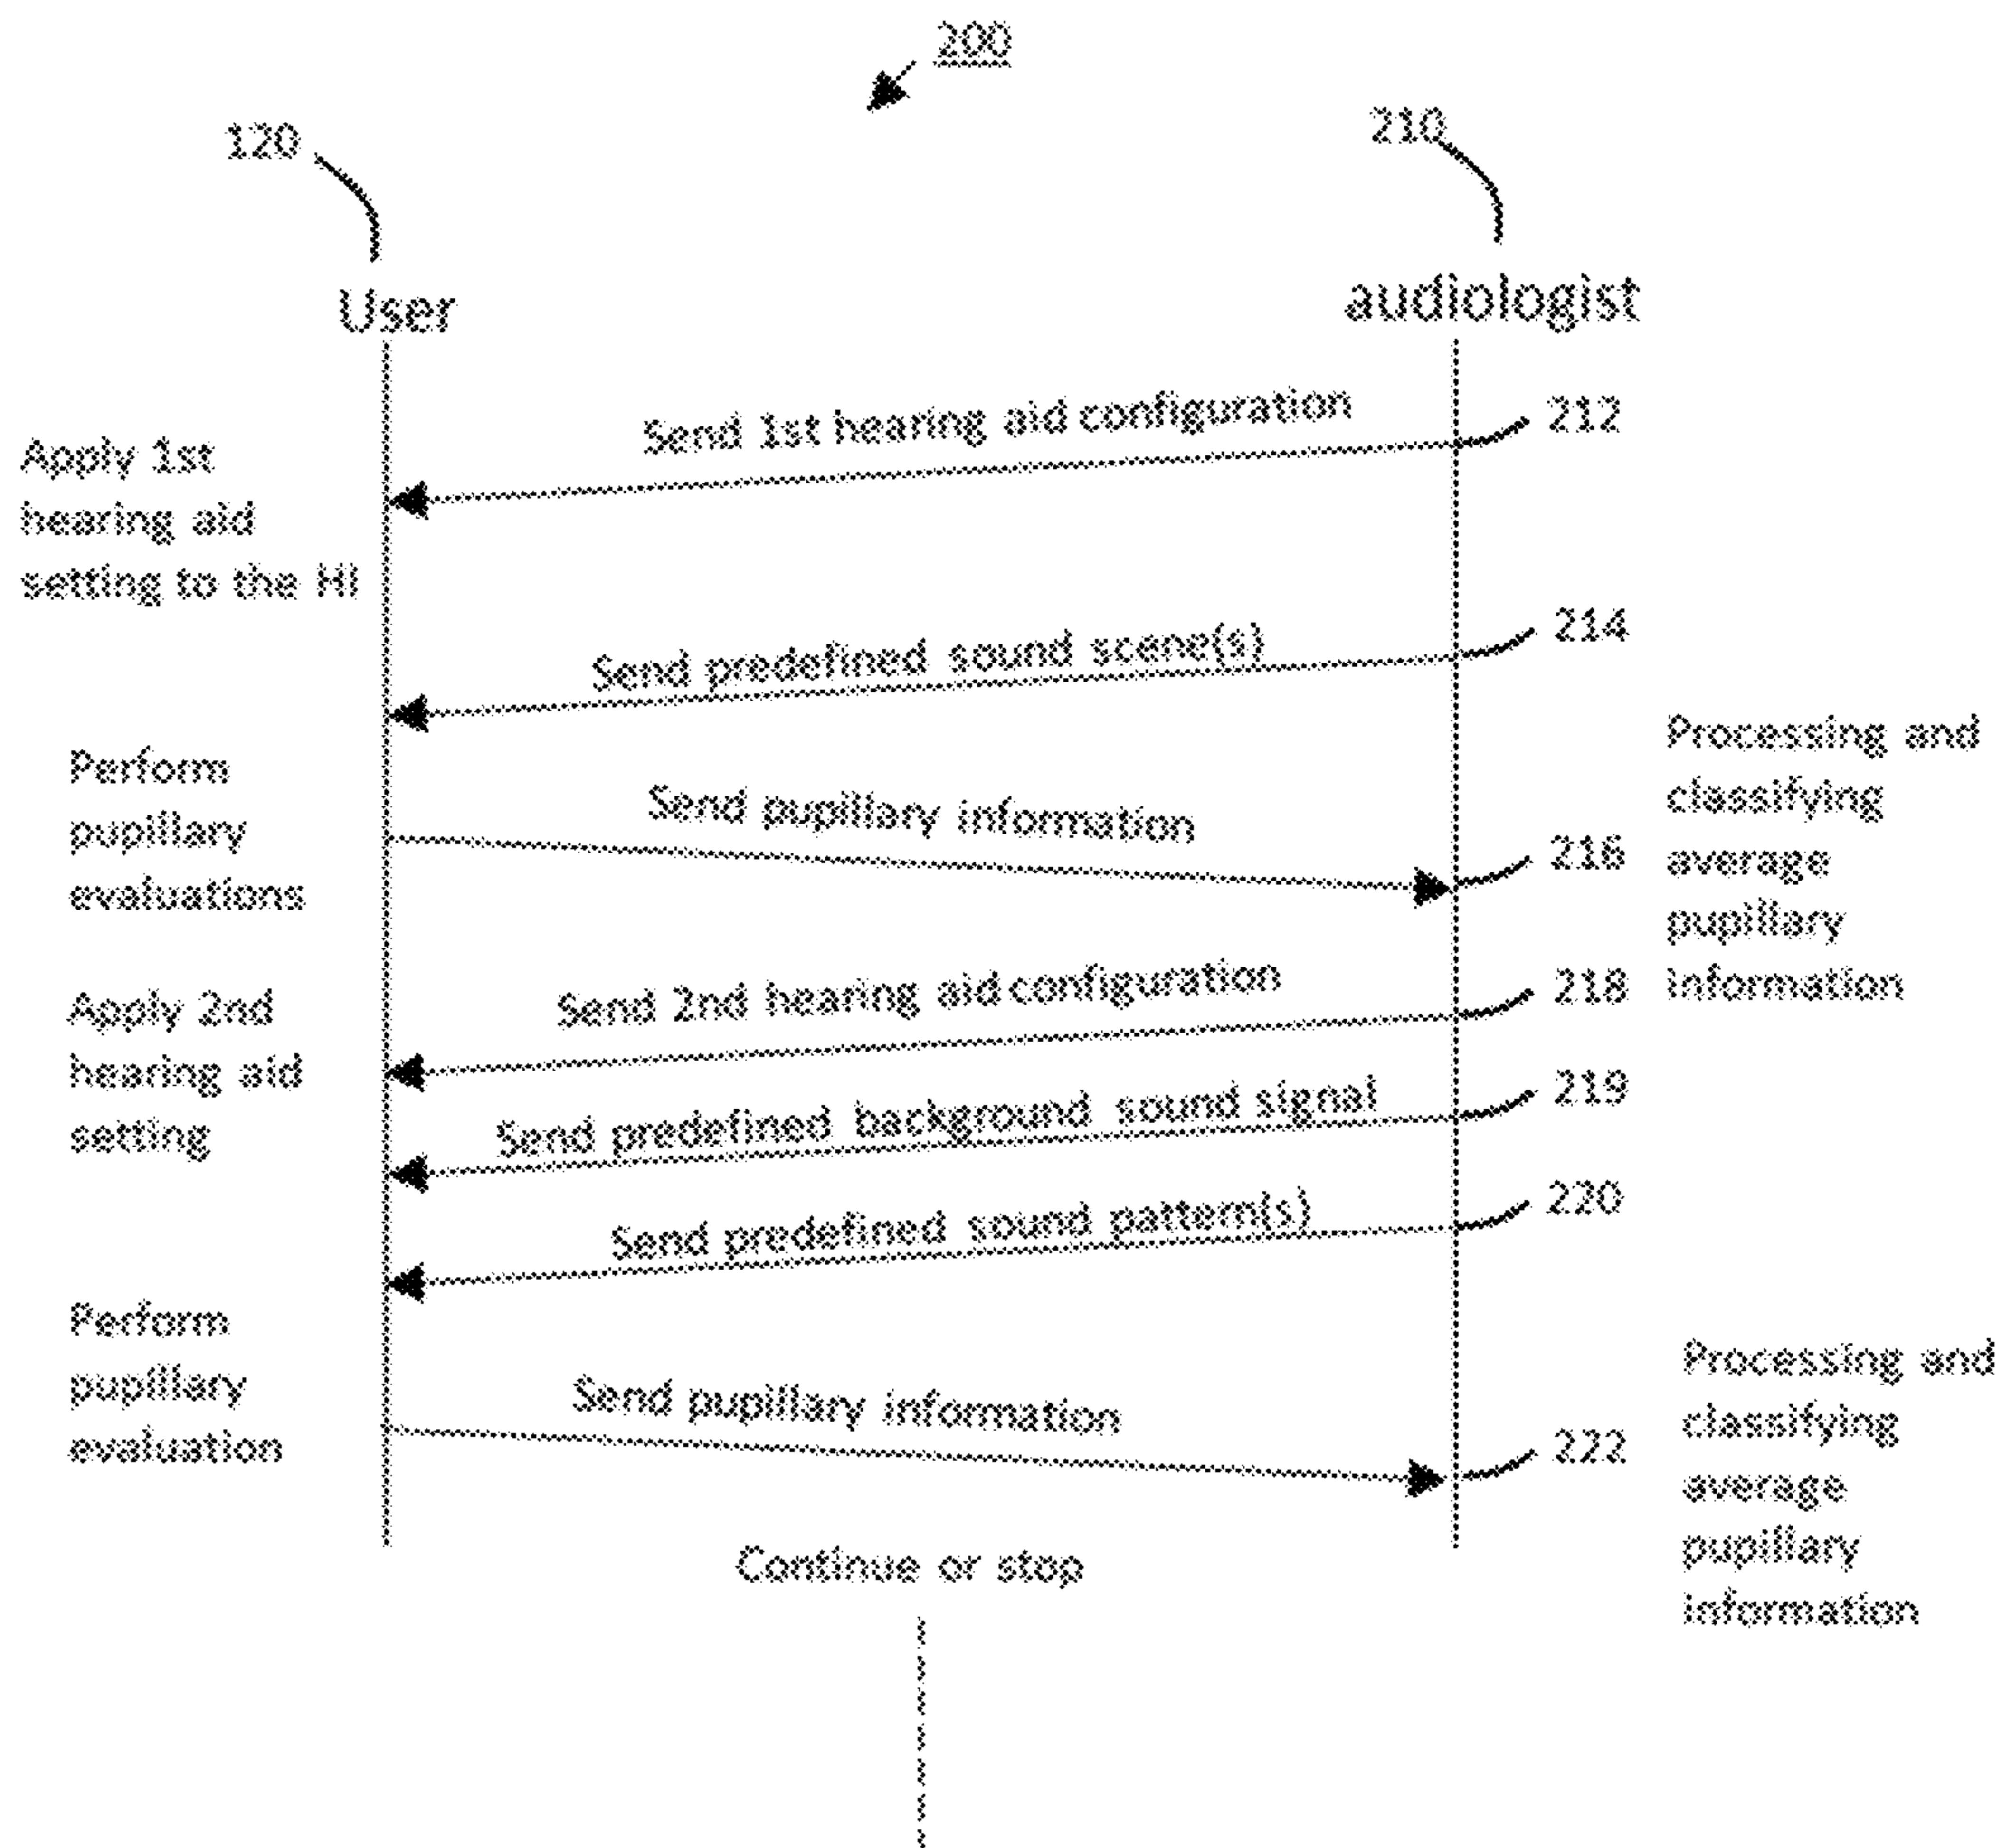 200
120
210
User
audiologist
Send 1st hearing aid configuration
212
Apply 1st
hearing aid
setting to the HI
Send predefined sound scene(s)
214
Perform
pupillary
evaluations
Send pupillary information
216
Processing and
classifying
average
pupillary
information
Apply 2nd
hearing aid
setting
Send 2nd hearing aid configuration
218
Send predefined background sound signal
219
Send predefined sound pattern(s)
220
Perform
pupillary
evaluation
Send pupillary information
222
Processing and
classifying
average
pupillary
information
Continue or stop